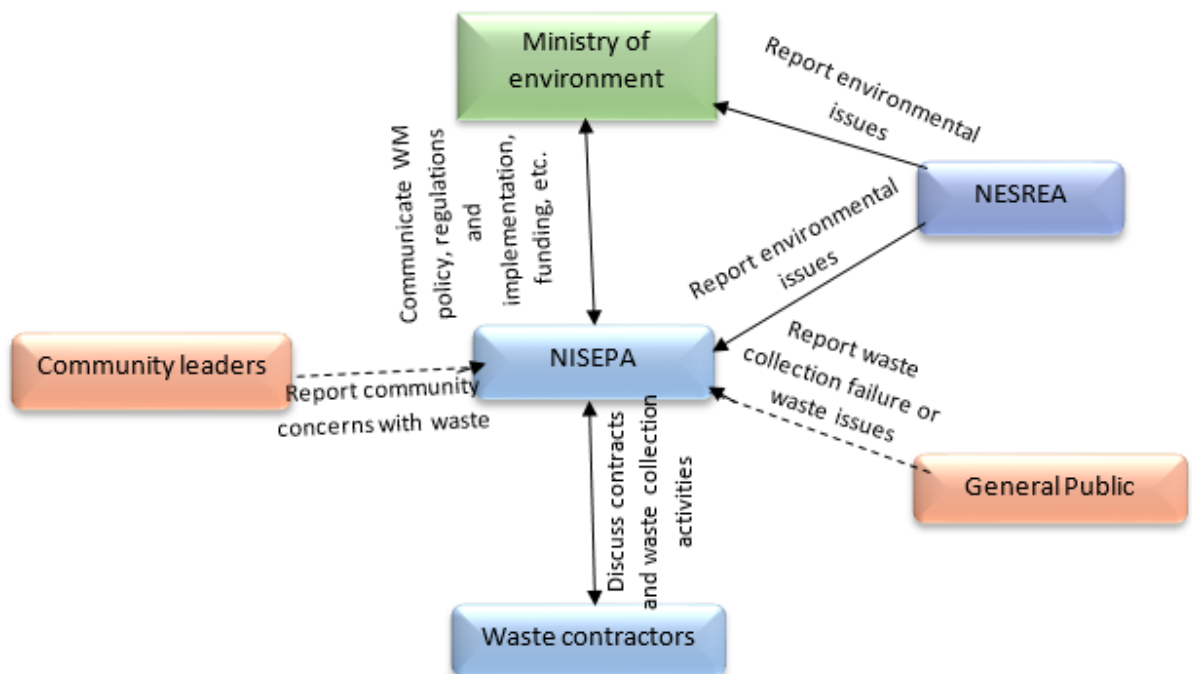 Ministry of
environment
Report environmental
issues
NESREA
Communicate WM
policy, regulations
and
implementation,
funding, etc.
Report environmental
issues
Community leaders
Report community
concerns with waste
NISEPA
Report waste
collection failure or
waste issues
General Public
Discuss contracts
and waste collection
activities
Waste contractors